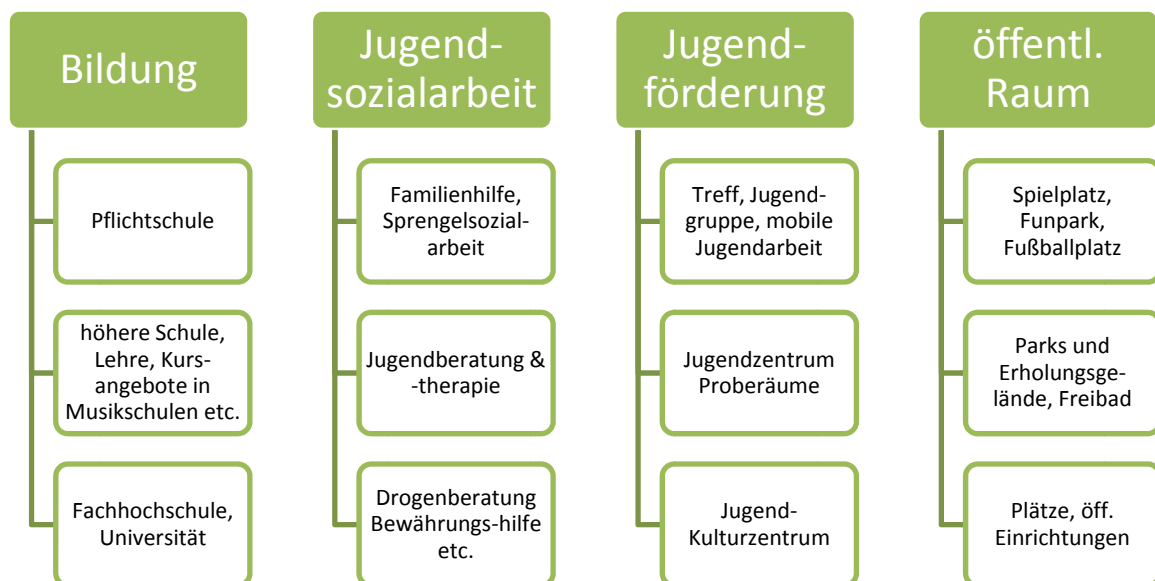 Bildung
Pflichtschule
höhere Schule,
Lehre, Kurs-
angebote in
Musikschulen etc.
Fachhochschule,
Universität
Jugend-
sozialarbeit
Familienhilfe,
Sprengelsozial-
arbeit
Jugendberatung &
-therapie
Drogenberatung
Bewährungs-hilfe
etc.
Jugend-
förderung
Treff, Jugend-
gruppe, mobile
Jugendarbeit
Jugendzentrum
Proberäume
Jugend-
Kulturzentrum
öffentl.
Raum
Spielplatz,
Funpark,
Fußballplatz
Parks und
Erholungsge-
lände, Freibad
Plätze, öff.
Einrichtungen